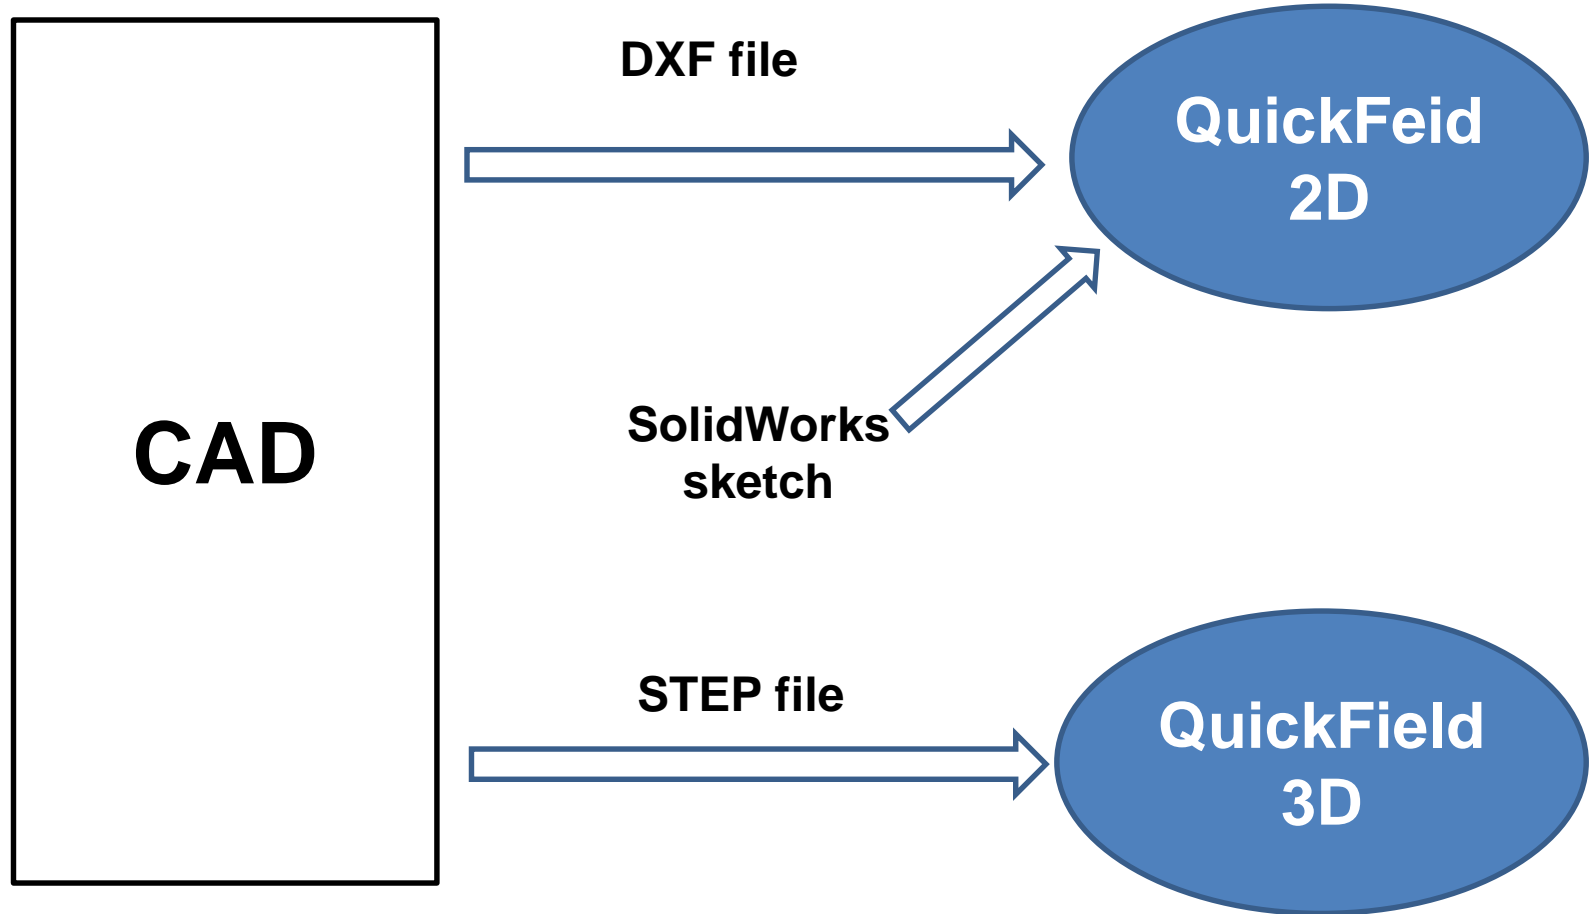 CAD
DXF file
QuickFeid
2D
SolidWorks
sketch
STEP file
QuickField
3D